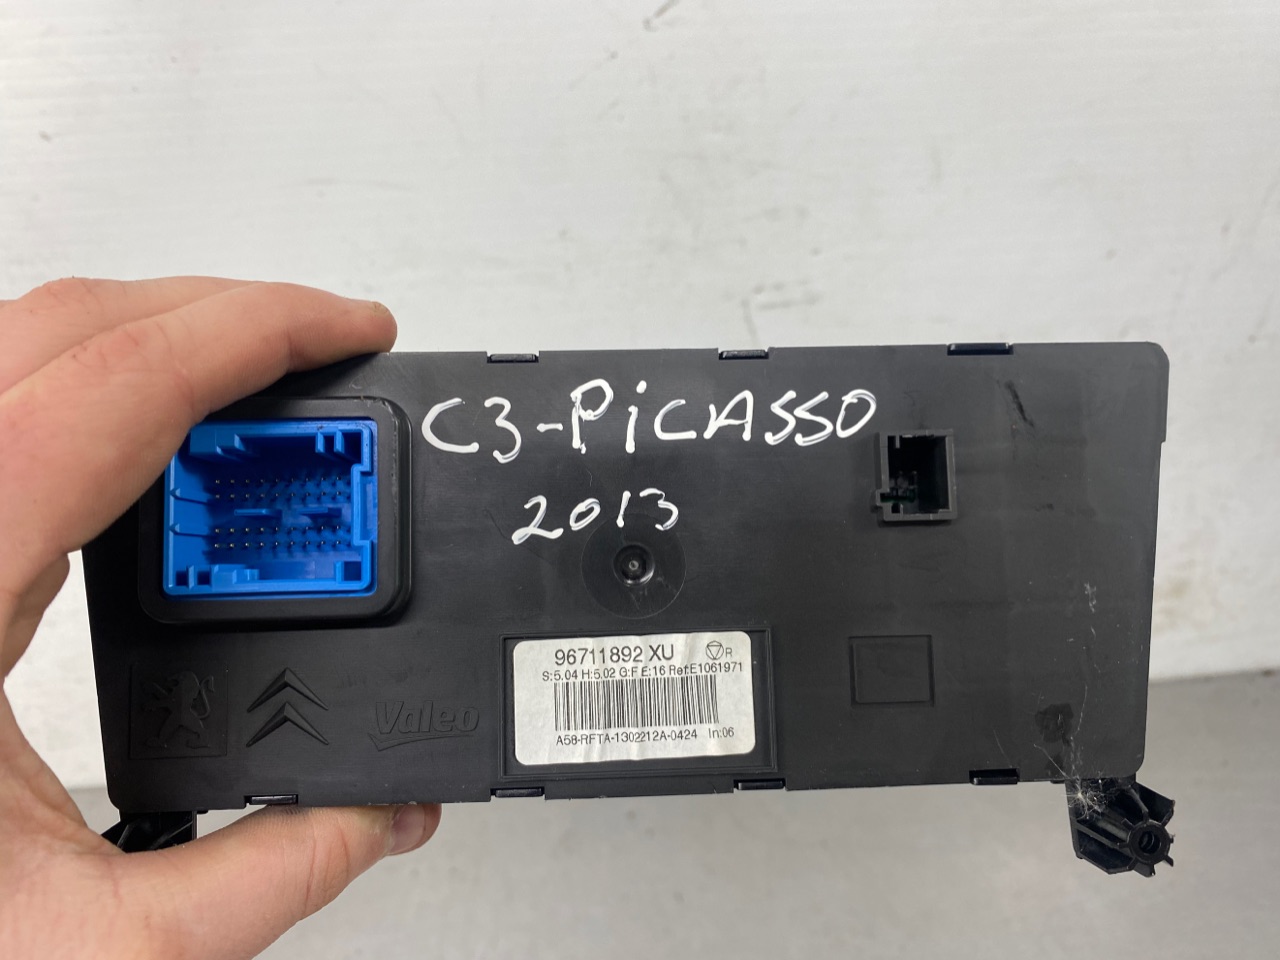 C3-PiCASSO
2013
96711892 XU
R
S:5.04 H:5.02 G:F E:16 Ref:E1061971
A58-RFTA-1302212A-0424 In:06
Valeo